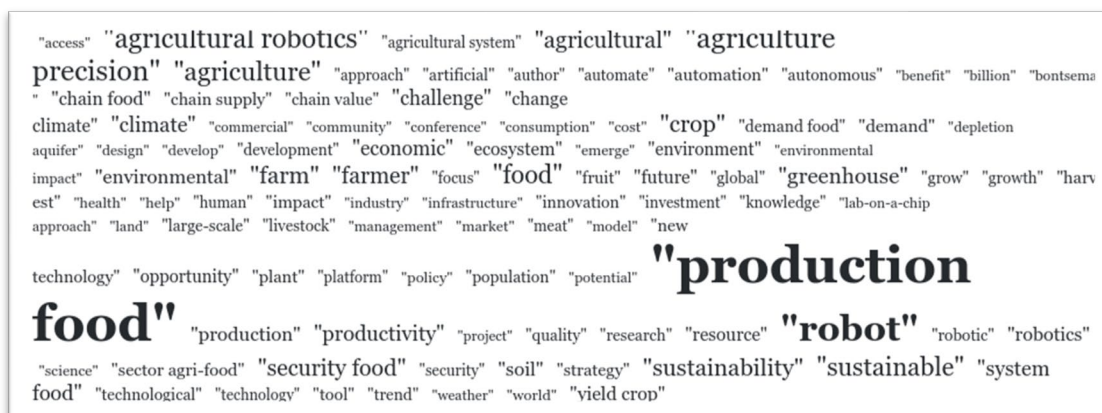 "access" "agricultural robotics" "agricultural system" "agricultural" "agriculture
precision" "agriculture" "approach" "artificial" "author" "automate" "automation" "autonomous" "benefit" "billion" "bontsema
" "chain food" "chain supply" "chain value" "challenge" "change
climate" "climate" "commercial" "community" "conference" "consumption" "cost" "crop" "demand food" "demand" "depletion
aquifer" "design" "develop" "development" "economic" "ecosystem" "emerge" "environment" "environmental
impact" "environmental" "farm" "farmer" "focus" "food" "fruit" "future" "global" "greenhouse" "grow" "growth" "harv
est" "health" "help" "human" "impact" "industry" "infrastructure" "innovation" "investment" "knowledge" "lab-on-a-chip
approach" "land" "large-scale" "livestock" "management" "market" "meat" "model" "new
technology" "opportunity" "plant" "platform" "policy" "population" "potential" "production
food" "production" "productivity" "project" "quality" "research" "resource" "robot" "robotic" "robotics"
"science" "sector agri-food" "security food" "security" "soil" "strategy" "sustainability" "sustainable" "system
food" "technological" "technology" "tool" "trend" "weather" "world" "yield crop"